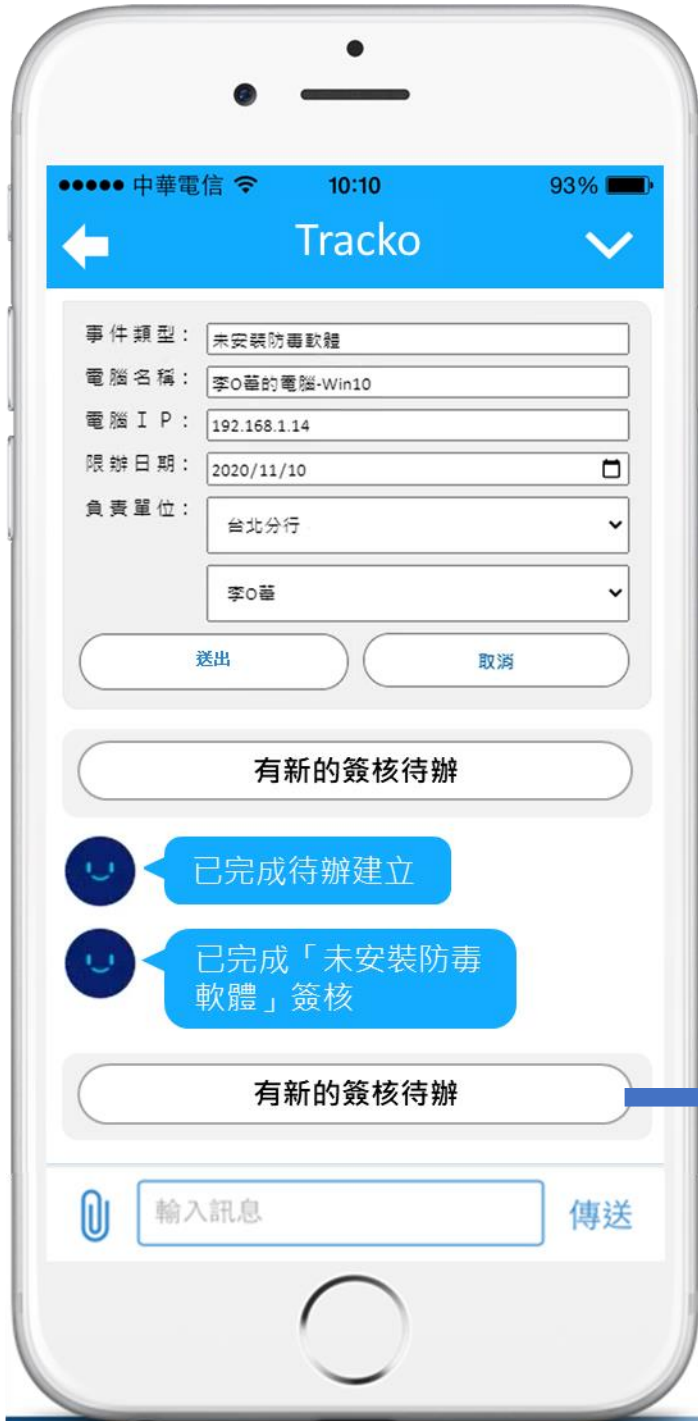 中華電信 10:10 93%
Tracko
事件類型: 未安裝防毒軟體
電腦名稱: 李O華的電腦-Win10
電腦IP: 192.168.1.14
限辦日期: 2020/11/10
負責單位: 台北分行
李O華
送出 取消
有新的簽核待辦
已完成待辦建立
已完成「未安裝防毒
軟體」簽核
有新的簽核待辦
輸入訊息 傳送